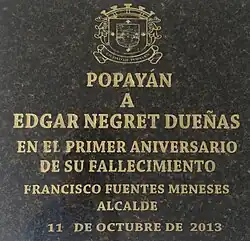 POPAYÁN
A
EDGAR NEGRET DUEÑAS
EN EL PRIMER ANIVERSARIO
DE SU FALLECIMIENTO
FRANCISCO FUENTES MENESES
ALCALDE
11 DE OCTUBRE DE 2013